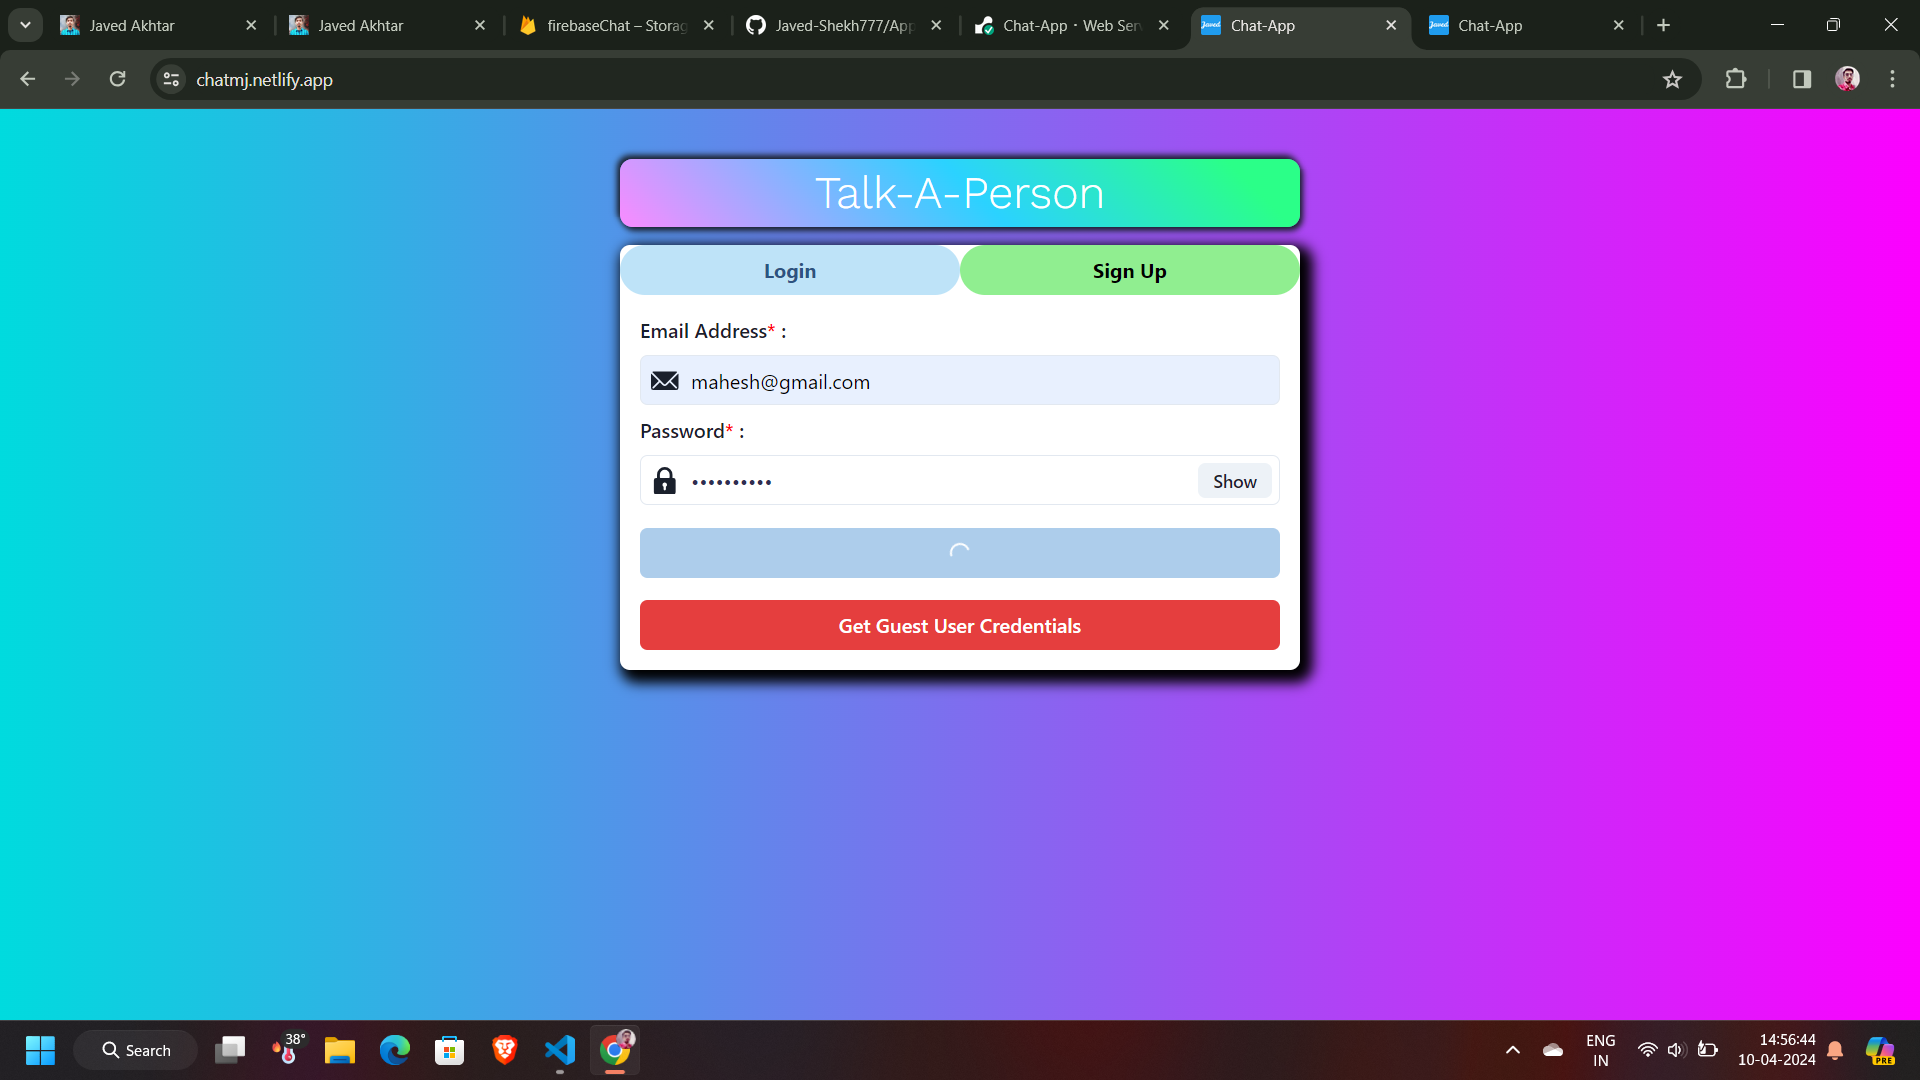 Javed Akhtar
Javed Akhtar
firebaseChat – Storag
Javed-Shekh777/App
Chat-App · Web Serv
Chat-App
Chat-App
chatmj.netlify.app
Talk-A-Person
Login
Sign Up
Email Address* :
mahesh@gmail.com
Password* :
••••••••••
Show
Get Guest User Credentials
Search
38°
ENG
IN
14:56:44
10-04-2024
PRE